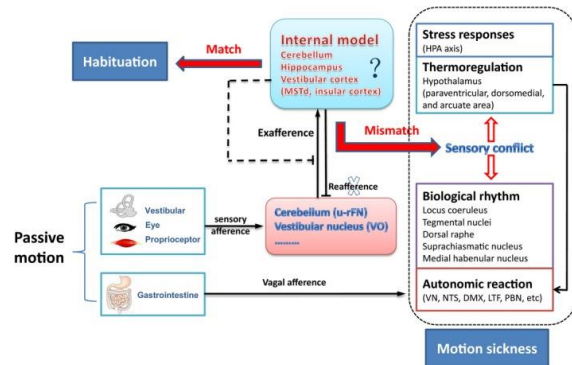 Habituation
Match
Internal model
Cerebellum
Hippocampus
Vestibular cortex
(MSTd, insular cortex)
?
Exafference
Mismatch
Reafference
Stress responses
(HPA axis)
Thermoregulation
Hypothalamus
(paraventricular, dorsomedial,
and arcuate area)
Sensory conflict
Passive
motion
Vestibular
Eye
Proprioceptor
sensory
afference
Cerebellum (u-rFN)
Vestibular nucleus (VO)
.........
Biological rhythm
Locus coeruleus
Tegmental nuclei
Dorsal raphe
Suprachiasmatic nucleus
Medial habenular nucleus
Gastrointestine
Vagal afference
Autonomic reaction
(VN, NTS, DMX, LTF, PBN, etc)
Motion sickness